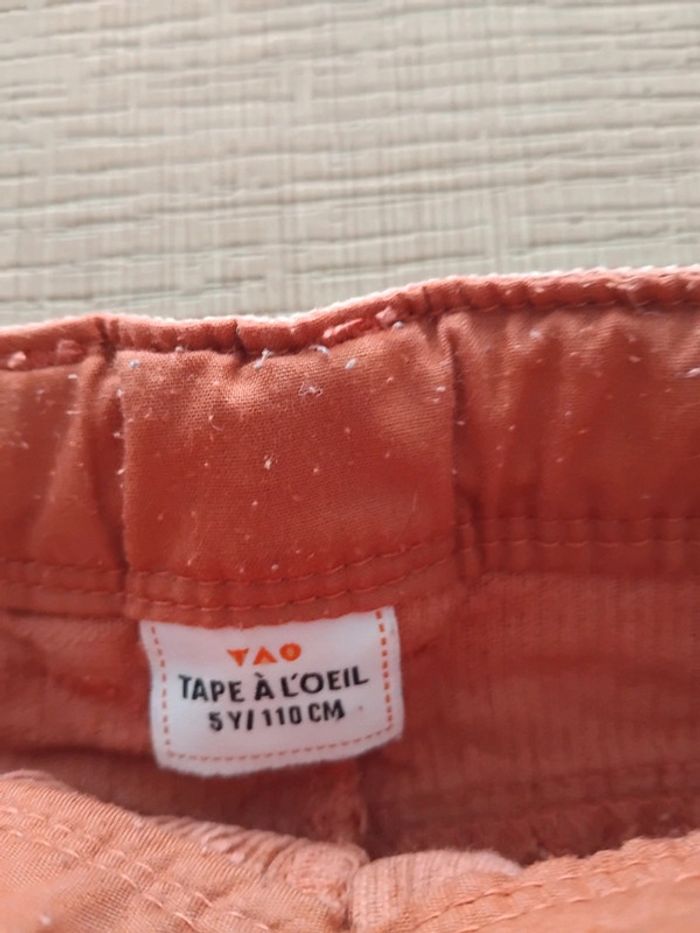 TAO
TAPE À L'OEIL
5 Y/ 110 CM